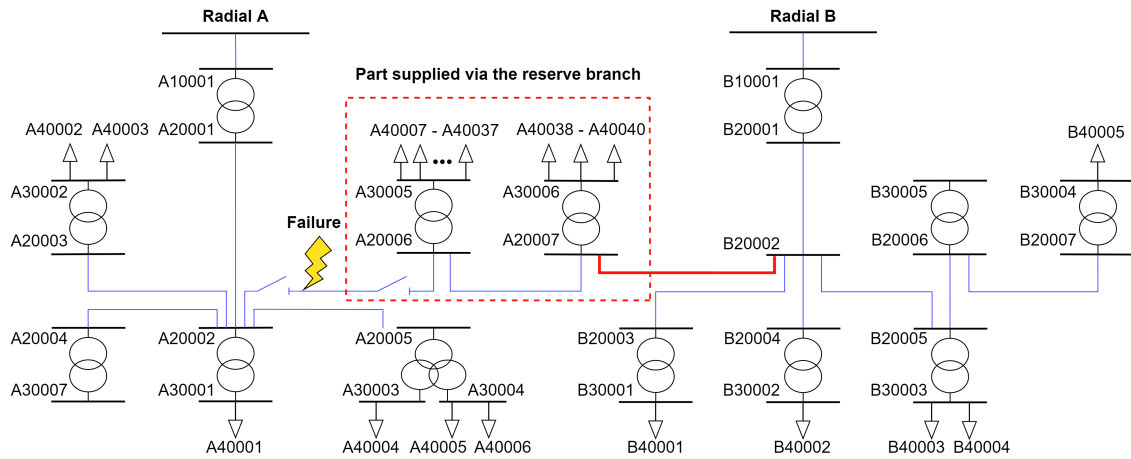 Radial A
Radial B
Part supplied via the reserve branch
A10001
B10001
A40002 A40003
A20001
A40007 - A40037
A40038 - A40040
B20001
B40005
A30002
A30005
A30006
B30005
B30004
Failure
A20003
A20006
A20007
B20002
B20006
B20007
A20004
A20002
A20005
B20003
B20004
B20005
A30007
A30001
A30003
A30004
B30001
B30002
B30003
A40001
A40004
A40005
A40006
B40001
B40002
B40003
B40004